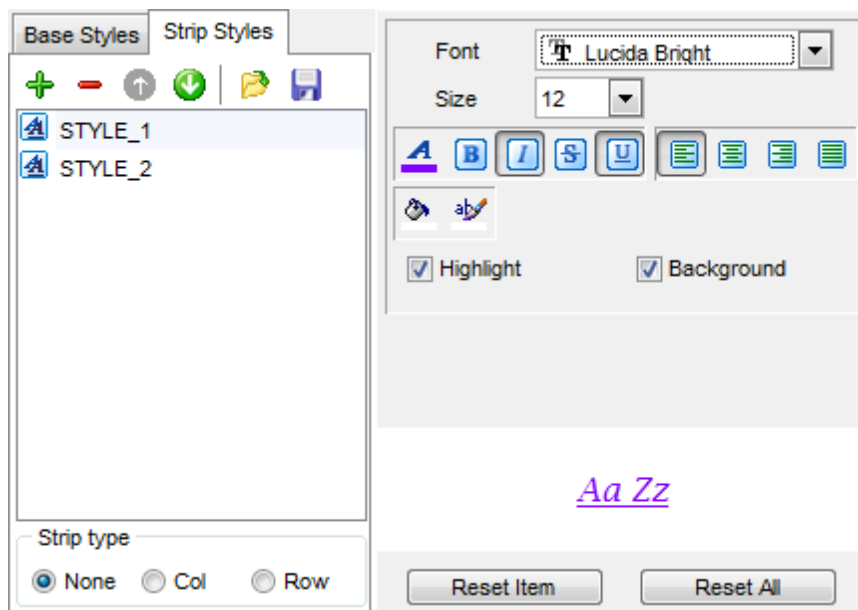 Base Styles
Strip Styles
STYLE_1
STYLE_2
Strip type
None
Col
Row
Font
Lucida Bright
Size
12
A
B
I
S
U
ab
Highlight
Background
Aa Zz
Reset Item
Reset All